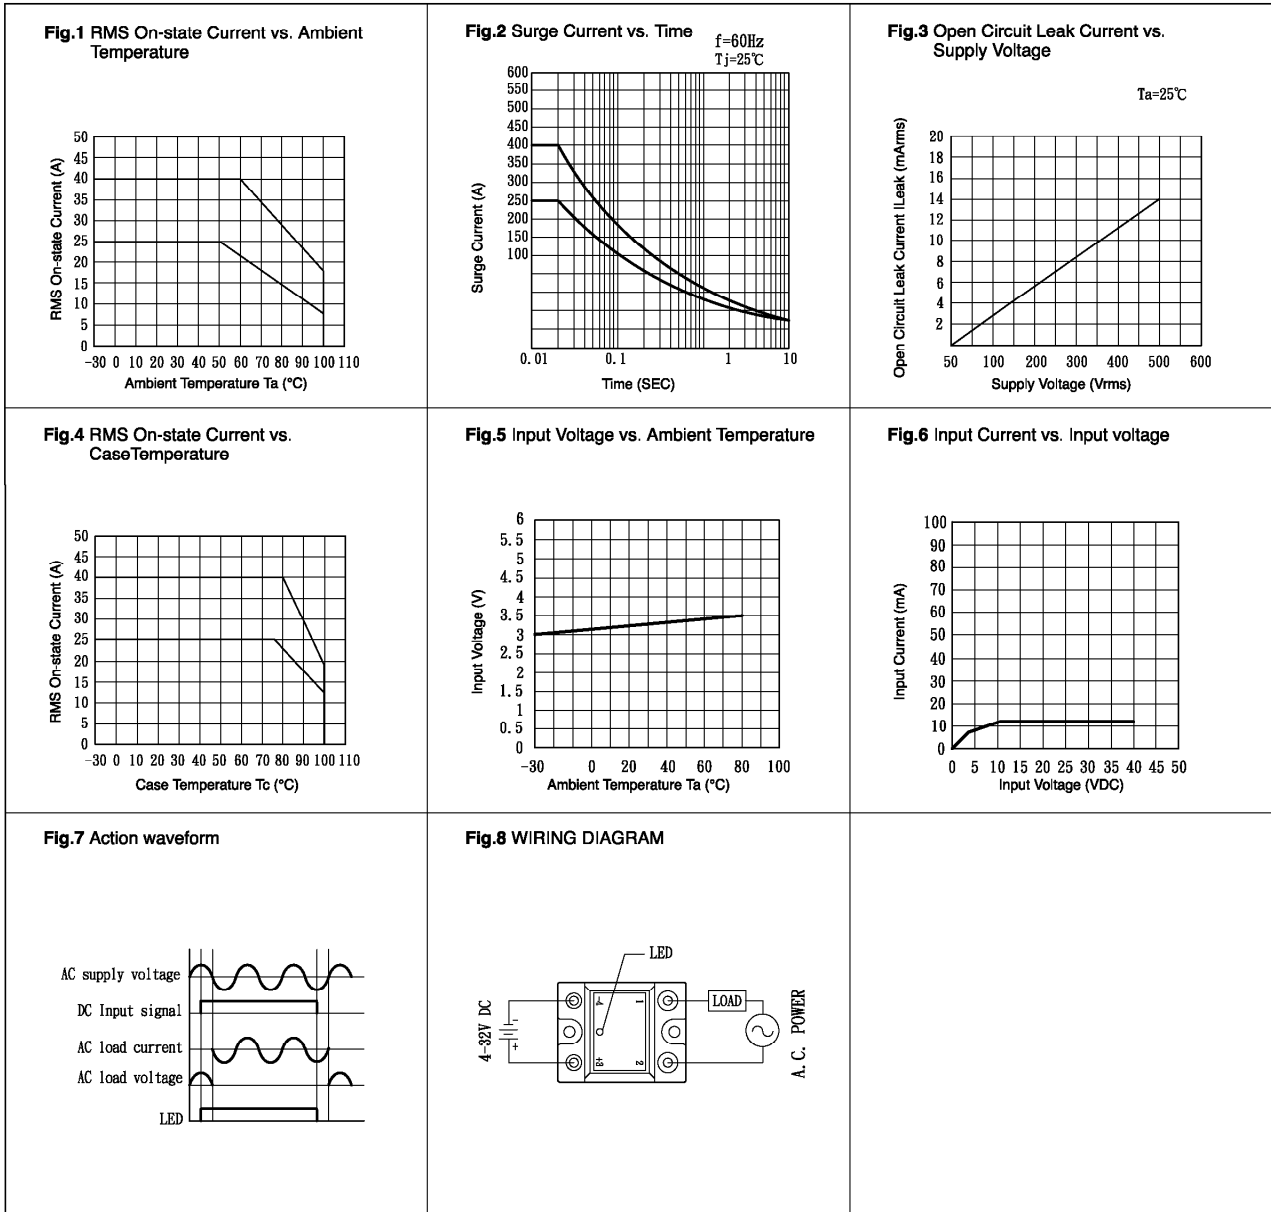 Fig.1 RMS On-state Current vs. Ambient
Temperature
RMS On-state Current (A)
50
45
40
35
30
25
20
15
10
5
0
-30 0 10 20 30 40 50 60 70 80 90 100 110
Ambient Temperature Ta (°C)
Fig.2 Surge Current vs. Time
f=60Hz
Tj=25℃
Surge Current (A)
600
550
500
450
400
350
300
250
200
150
100
0.01 0.1 1 10
Time (SEC)
Fig.3 Open Circuit Leak Current vs.
Supply Voltage
Ta=25℃
Open Circuit Leak Current ILeak (mArms)
20
18
16
14
12
10
8
6
4
2
50 100 200 300 400 500 600
Supply Voltage (Vrms)
Fig.4 RMS On-state Current vs.
CaseTemperature
RMS On-state Current (A)
50
45
40
35
30
25
20
15
10
5
0
-30 0 10 20 30 40 50 60 70 80 90 100 110
Case Temperature Tc (°C)
Fig.5 Input Voltage vs. Ambient Temperature
Input Voltage (V)
6
5.5
5
4.5
4
3.5
3
2.5
2
1.5
1
0.5
0
-30 0 20 40 60 80 100
Ambient Temperature Ta (°C)
Fig.6 Input Current vs. Input voltage
Input Current (mA)
100
90
80
70
60
50
40
30
20
10
0
0 5 10 15 20 25 30 35 40 45 50
Input Voltage (VDC)
Fig.7 Action waveform
AC supply voltage
DC Input signal
AC load current
AC load voltage
LED
Fig.8 WIRING DIAGRAM
LED
4-32V DC
-
+
-4
1
+3
2
LOAD
A.C. POWER